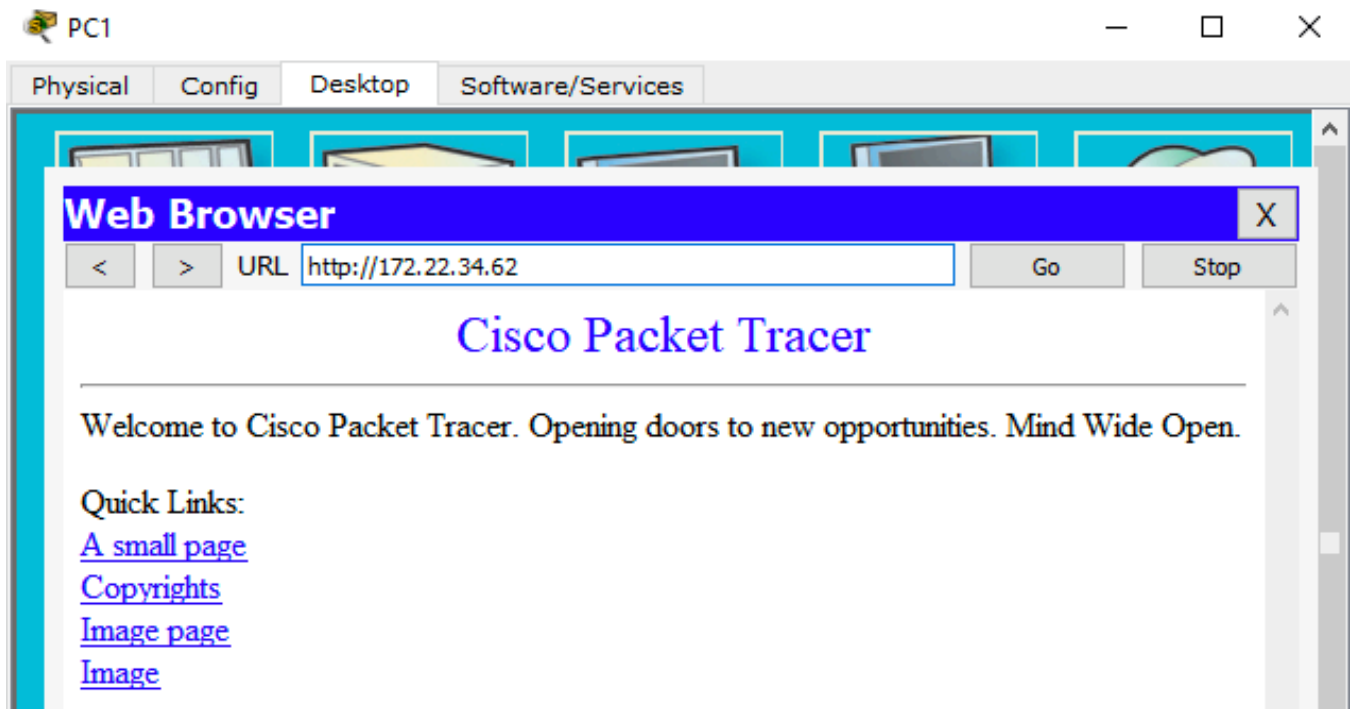 PC1
Physical Config Desktop Software/Services
Web Browser X
< > URL http://172.22.34.62 Go Stop
Cisco Packet Tracer
Welcome to Cisco Packet Tracer. Opening doors to new opportunities. Mind Wide Open.
Quick Links:
A small page
Copyrights
Image page
Image